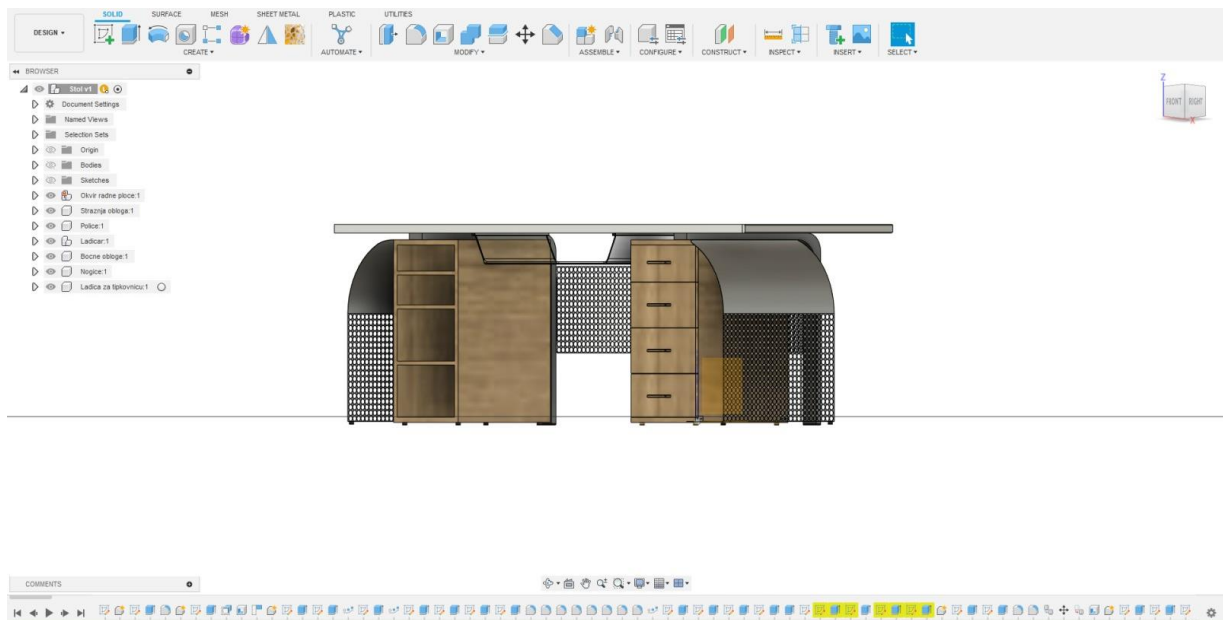 SOLID SURFACE MESH SHEET METAL PLASTIC UTILITIES
DESIGN
CREATE AUTOMATE MODIFY ASSEMBLE CONFIGURE CONSTRUCT INSPECT INSERT SELECT
BROWSER
Stol v1
Document Settings
Named Views
Selection Sets
Origin
Bodies
Sketches
Okvir radne ploce:1
Straznja obloga:1
Police:1
Ladicar:1
Bocne obloge:1
Nogice:1
Ladica za tipkovnicu:1
Z
FRONT RIGHT
X
COMMENTS